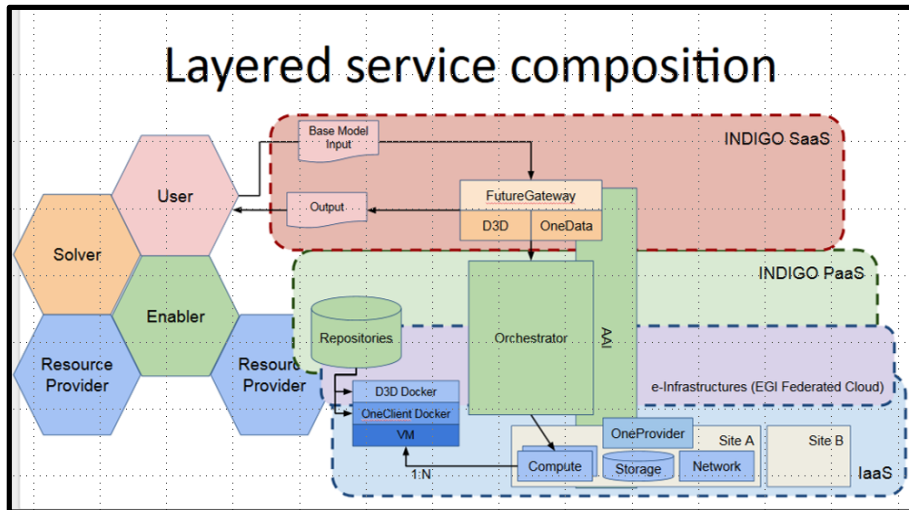 Layered service composition
INDIGO SaaS
Base Model
Input
User
Output
FutureGateway
D3D
OneData
Solver
INDIGO PaaS
Enabler
Repositories
Orchestrator
AAI
Resource
Provider
Resource
Provider
e-Infrastructures (EGI Federated Cloud)
D3D Docker
OneClient Docker
VM
OneProvider
Site A
Site B
Compute
Storage
Network
1:N
IaaS